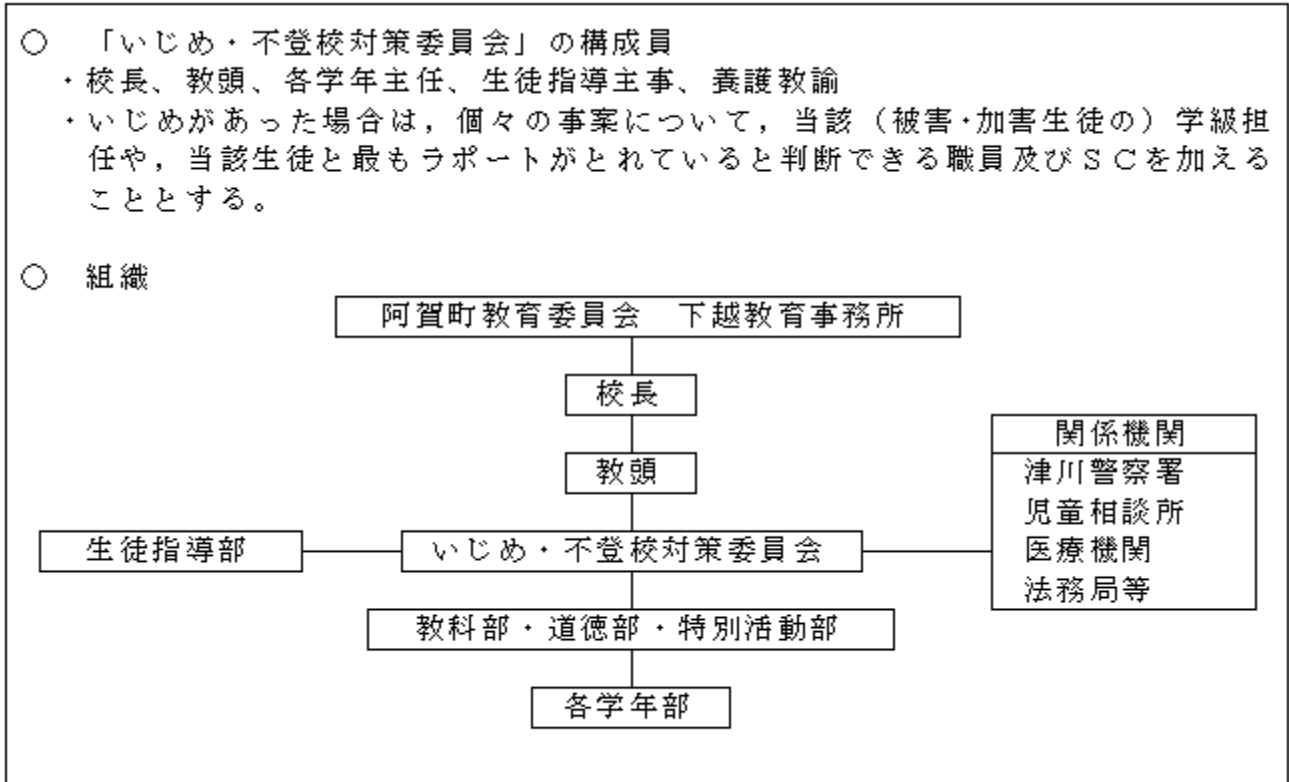 ○　「いじめ・不登校対策委員会」の構成員
・校長、教頭、各学年主任、生徒指導主事、養護教諭
・いじめがあった場合は，個々の事案について，当該（被害・加害生徒の）学級担
任や，当該生徒と最もラポートがとれていると判断できる職員及びＳＣを加える
こととする。
○　組織
阿賀町教育委員会　下越教育事務所
校長
教頭
関係機関
津川警察署
児童相談所
医療機関
法務局等
生徒指導部
いじめ・不登校対策委員会
教科部・道徳部・特別活動部
各学年部